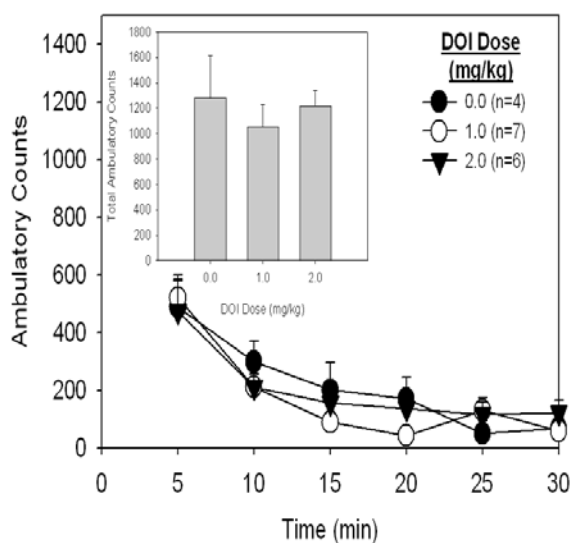 DOI Dose
(mg/kg)
0.0 (n=4)
1.0 (n=7)
2.0 (n=6)
1800
1600
1400
1200
1000
800
600
400
200
0
Total Ambulatory Counts
0.0 1.0 2.0
DOI Dose (mg/kg)
1400
1200
1000
800
600
400
200
0
Ambulatory Counts
0 5 10 15 20 25 30
Time (min)